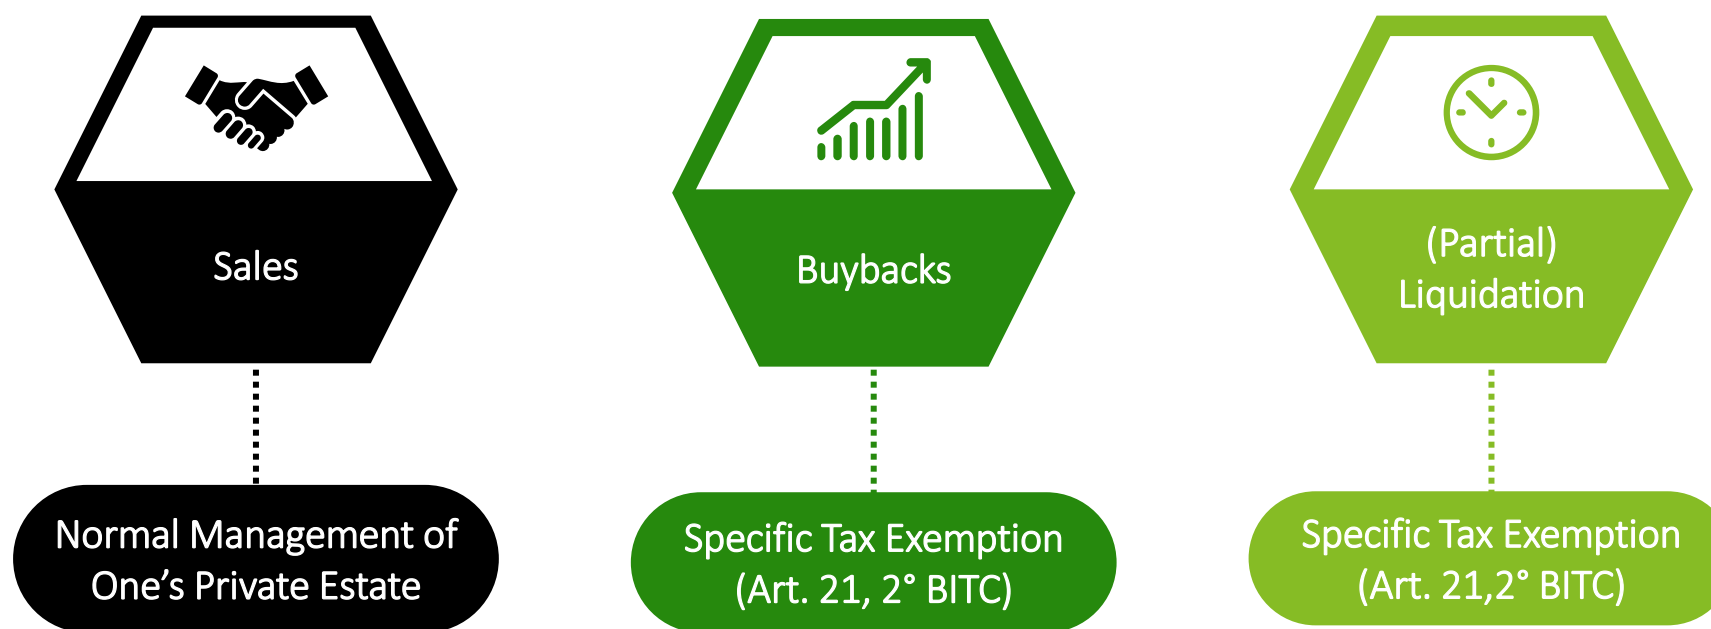 Sales
Buybacks
(Partial)
Liquidation
Normal Management of
One’s Private Estate
Specific Tax Exemption
(Art. 21, 2° BITC)
Specific Tax Exemption
(Art. 21,2° BITC)